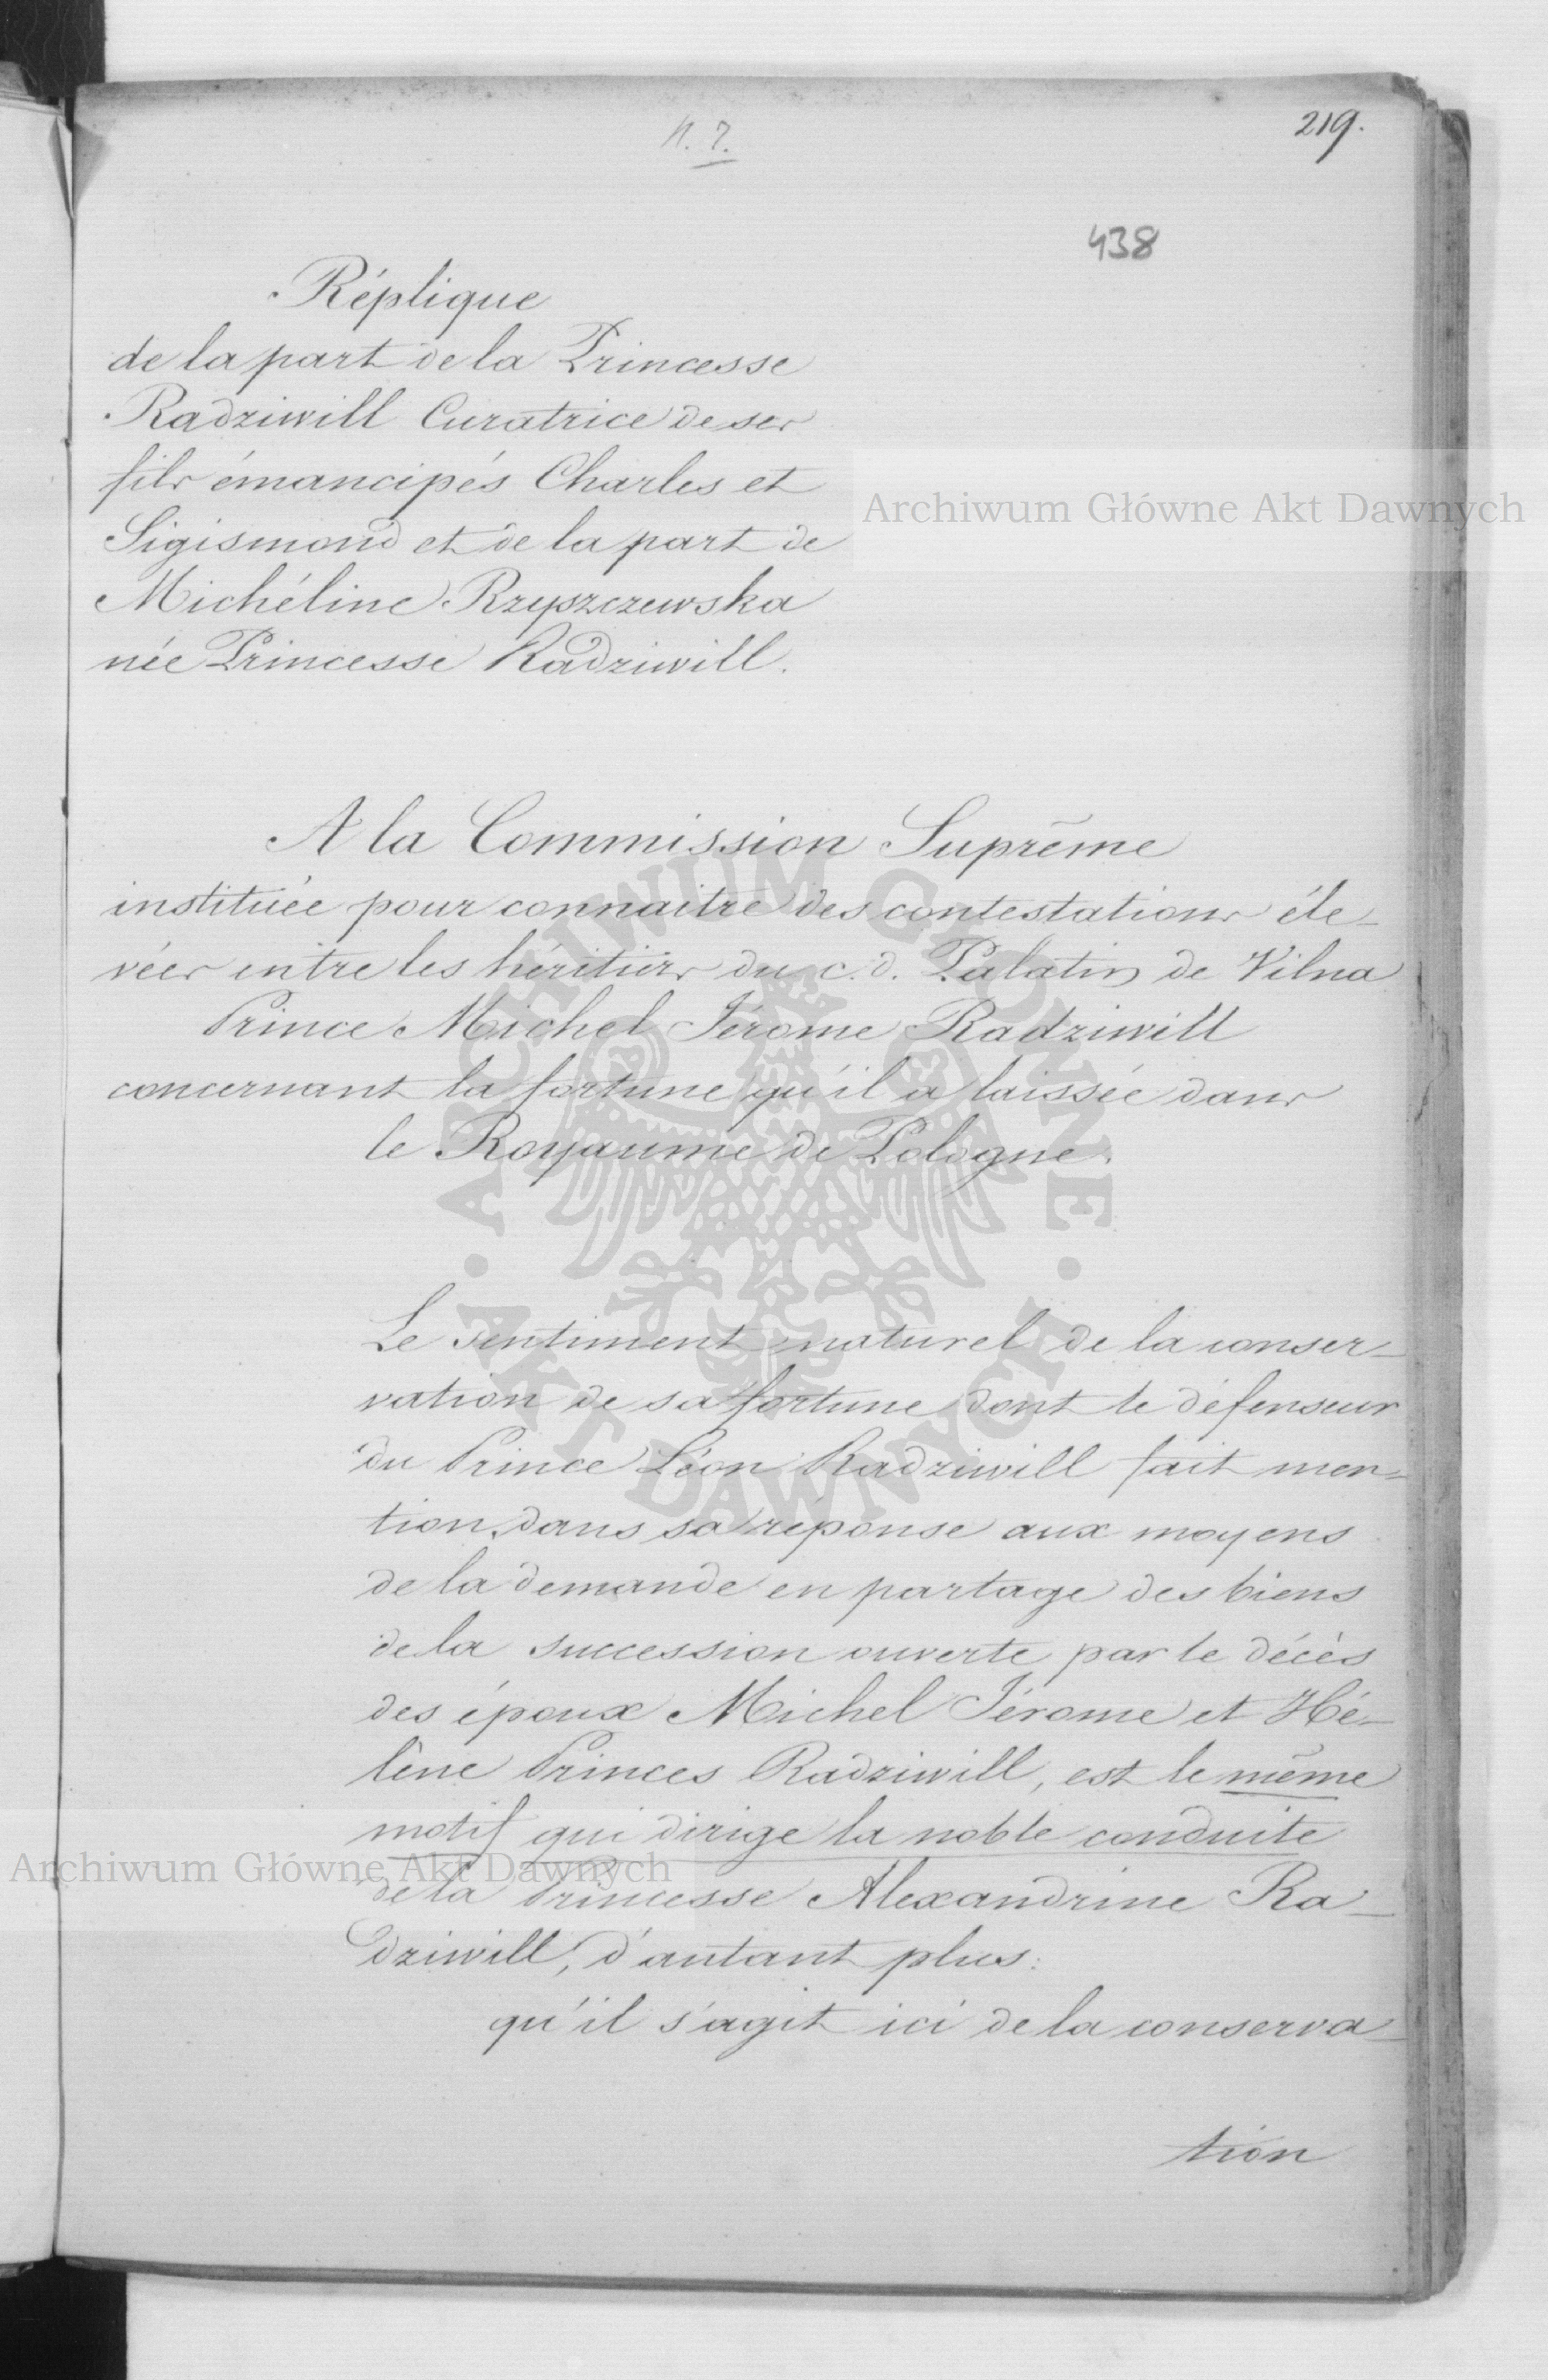 N. 7.
219.
438
Réplique
de la part de la Princesse
Radziwill Curatrice de ses
fils émancipés Charles et
Sigismond et de la part de
Michéline Rzyszczewska
née Princesse Radziwill.
A la Commission Suprême
instituée pour connaitre des contestations éle-
vées entre les héritiers du c. d. Palatin de Vilna
Prince Michel Jérome Radziwill
concernant la fortune qu'il a laissée dans
le Royaume de Pologne.
Le sentiment naturel de la conser-
vation de sa fortune dont le défenseur
du Prince Léon Radziwill fait men-
tion, dans sa réponse aux moyens
de la demande en partage des biens
de la succession ouverte par le décès
des époux Michel Jérome et Hé-
lène Princes Radziwill, est le même
motif qui dirige la noble conduite
de la Princesse Alexandrine Ra-
dziwill, d'autant plus:
qu'il s'agit ici de la conserva-
tion
Archiwum Główne Akt Dawnych
Archiwum Główne Akt Dawnych
ARCHIWUM GŁÓWNE · AKT DAWNYCH ·